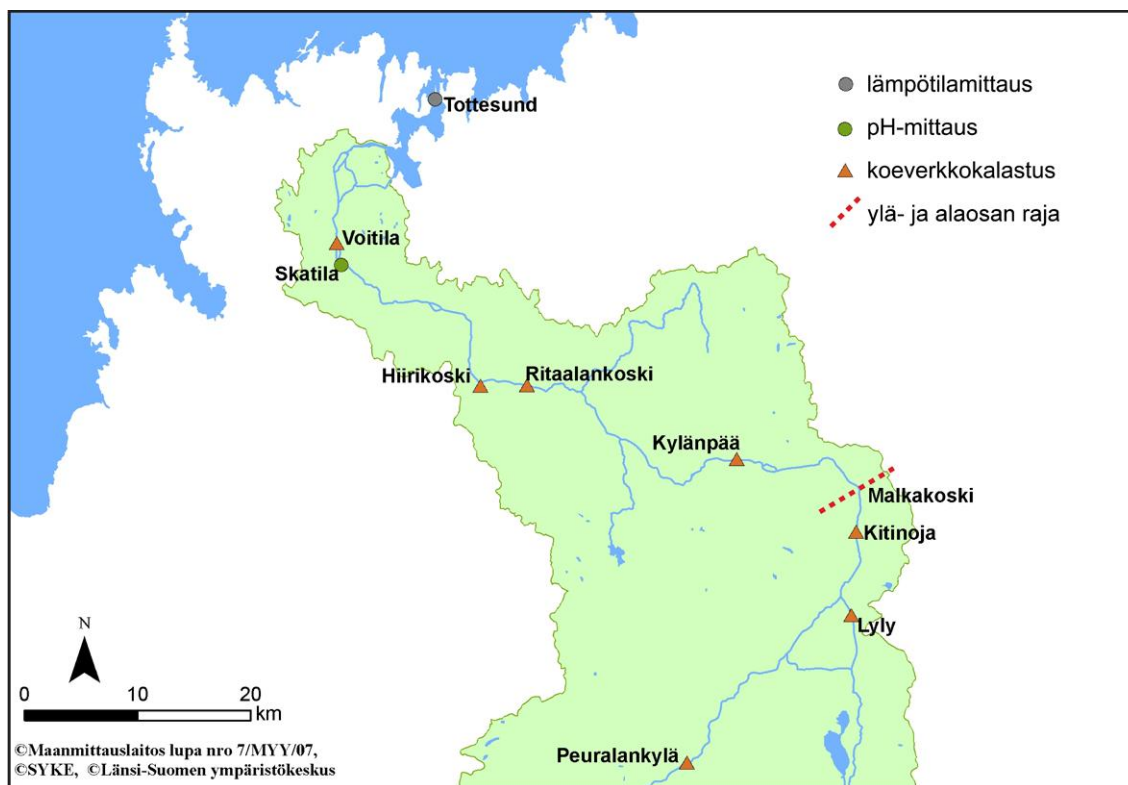 Tottesund
lämpötilamittaus
pH-mittaus
koeverkkokalastus
ylä- ja alaosan raja
Voitila
Skatila
Hiirikoski
Ritaalankoski
Kylänpää
Malkakoski
Kitinoja
Lyly
Peuralankylä
N
0 10 20
km
©Maanmittauslaitos lupa nro 7/MYY/07,
©SYKE, ©Länsi-Suomen ympäristökeskus